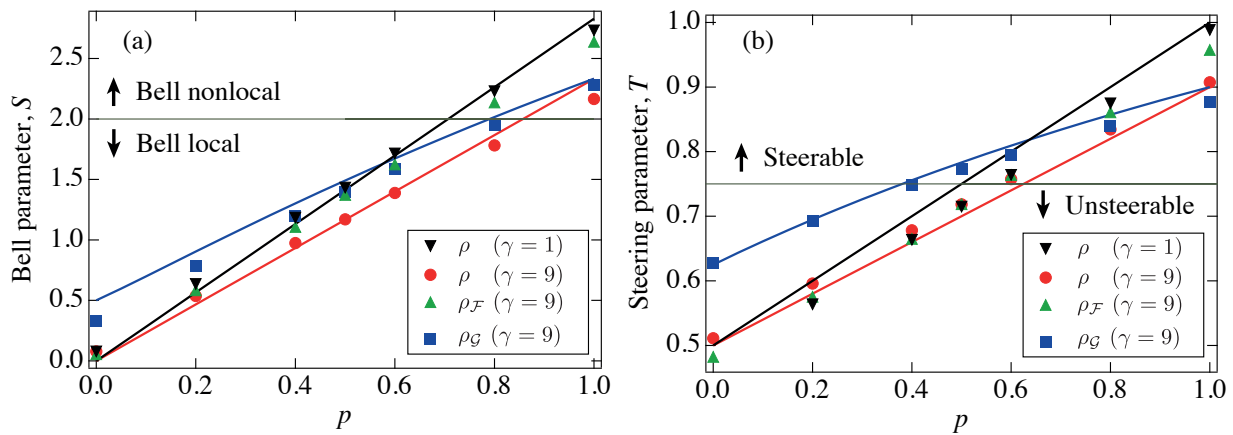 (a)
Bell parameter, S
2.5
2.0
1.5
1.0
0.5
0.0
Bell nonlocal
Bell local
ρ (γ = 1)
ρ (γ = 9)
ρ_F (γ = 9)
ρ_G (γ = 9)
0.0 0.2 0.4 0.6 0.8 1.0
p
(b)
Steering parameter, T
1.0
0.9
0.8
0.7
0.6
0.5
Steerable
Unsteerable
ρ (γ = 1)
ρ (γ = 9)
ρ_F (γ = 9)
ρ_G (γ = 9)
0.0 0.2 0.4 0.6 0.8 1.0
p